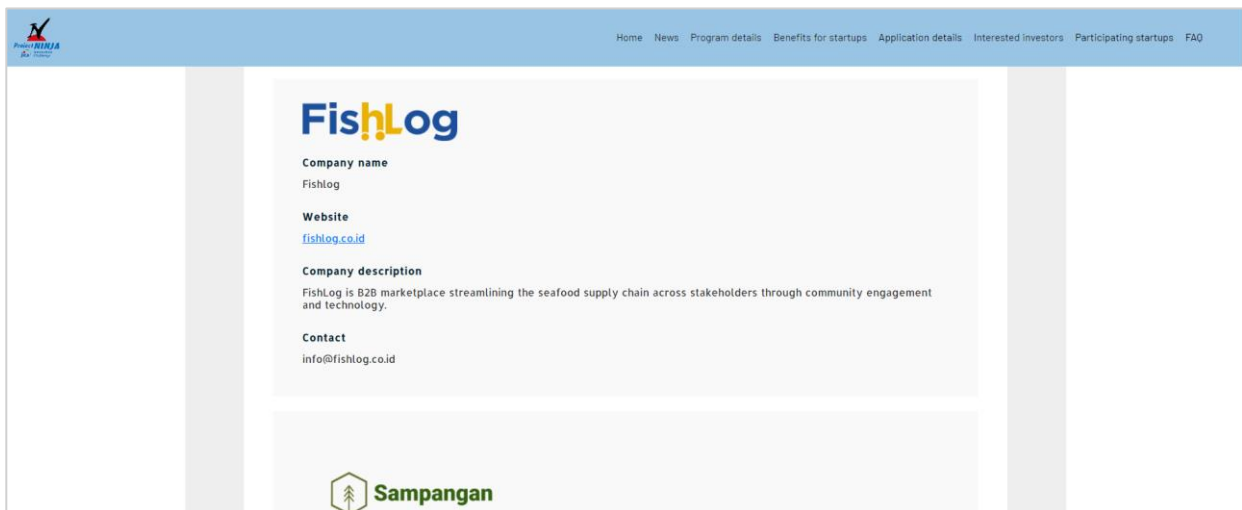 Project NINJA
Home News Program details Benefits for startups Application details Interested investors Participating startups FAQ
FishLog
Company name
Fishlog
Website
fishlog.co.id
Company description
FishLog is B2B marketplace streamlining the seafood supply chain across stakeholders through community engagement
and technology.
Contact
info@fishlog.co.id
Sampangan